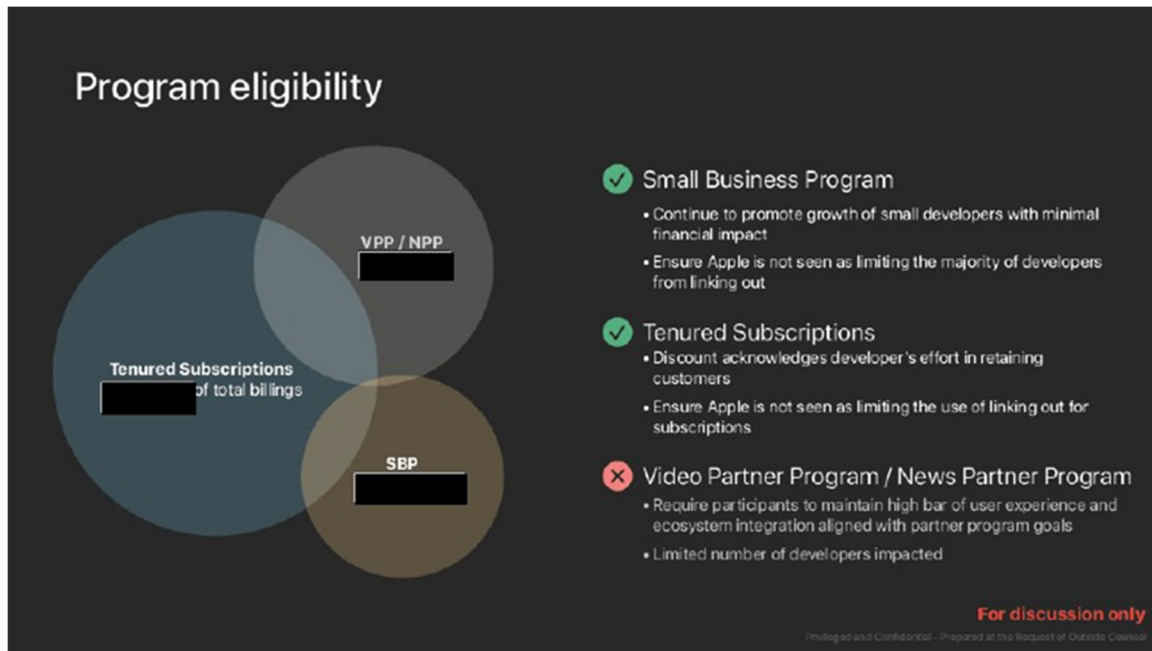 Program eligibility
VPP / NPP
Tenured Subscriptions
of total billings
SBP
Small Business Program
• Continue to promote growth of small developers with minimal
financial impact
• Ensure Apple is not seen as limiting the majority of developers
from linking out
Tenured Subscriptions
• Discount acknowledges developer's effort in retaining
customers
• Ensure Apple is not seen as limiting the use of linking out for
subscriptions
Video Partner Program / News Partner Program
• Require participants to maintain high bar of user experience and
ecosystem integration aligned with partner program goals
• Limited number of developers impacted
For discussion only
Privileged and Confidential - Prepared at the Request of Outside Counsel